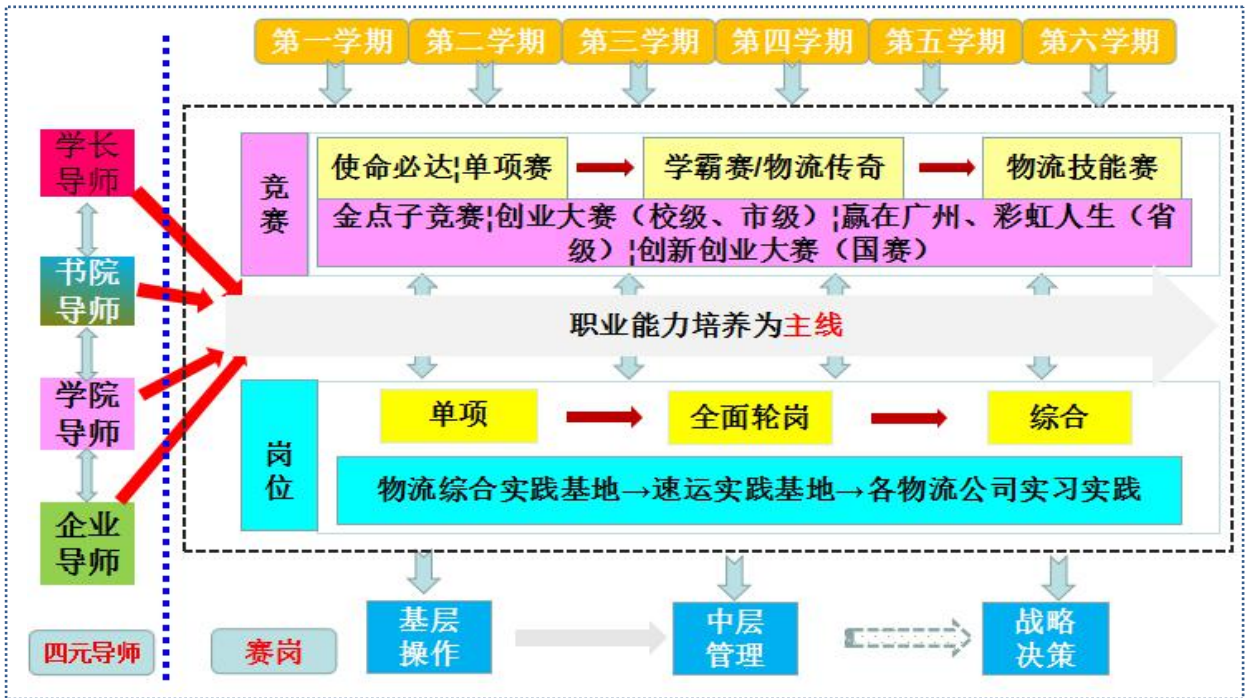 第一学期
第二学期
第三学期
第四学期
第五学期
第六学期
学长
导师
书院
导师
学院
导师
企业
导师
四元导师
竞
赛
使命必达¦单项赛
学霸赛/物流传奇
物流技能赛
金点子竞赛¦创业大赛（校级、市级）¦赢在广州、彩虹人生（省
级）¦创新创业大赛（国赛）
职业能力培养为主线
岗
位
单项
全面轮岗
综合
物流综合实践基地→速运实践基地→各物流公司实习实践
赛岗
基层
操作
中层
管理
战略
决策